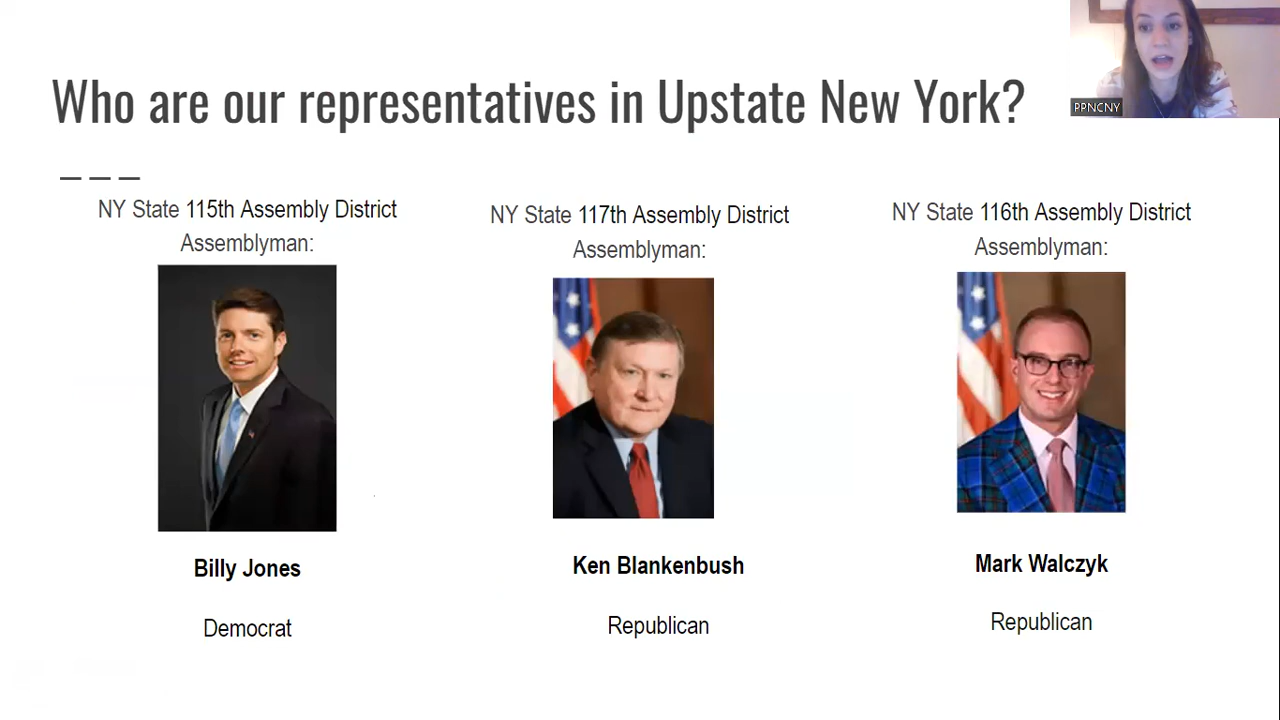 Who are our representatives in Upstate New York?
PPNCNY
NY State 115th Assembly District
Assemblyman:
Billy Jones
Democrat
NY State 117th Assembly District
Assemblyman:
Ken Blankenbush
Republican
NY State 116th Assembly District
Assemblyman:
Mark Walczyk
Republican